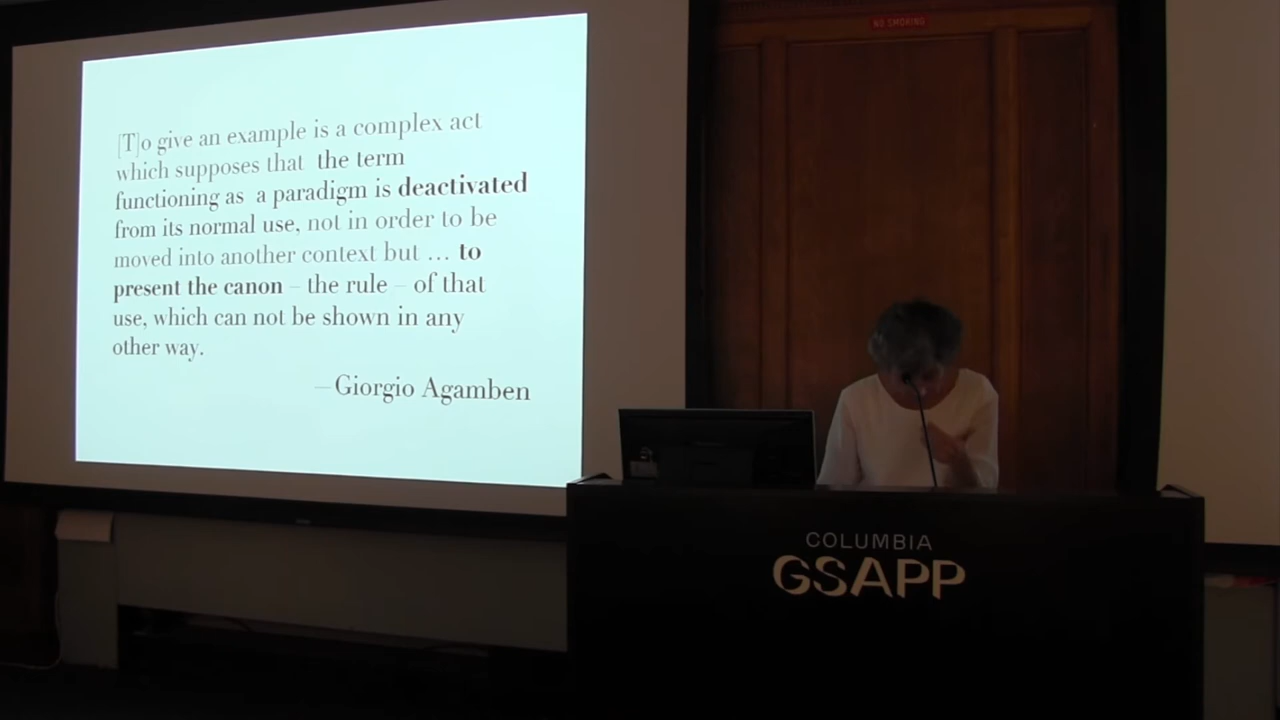 [T]o give an example is a complex act
which supposes that the term
functioning as a paradigm is deactivated
from its normal use, not in order to be
moved into another context but … to
present the canon – the rule – of that
use, which can not be shown in any
other way.
—Giorgio Agamben
NO SMOKING
COLUMBIA
GSAPP